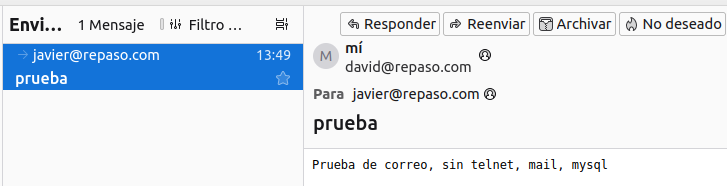 Envi... 1 Mensaje Filtro ...
javier@repaso.com 13:49
prueba
Responder Reenviar Archivar No deseado
M mí
david@repaso.com
Para javier@repaso.com
prueba
Prueba de correo, sin telnet, mail, mysql